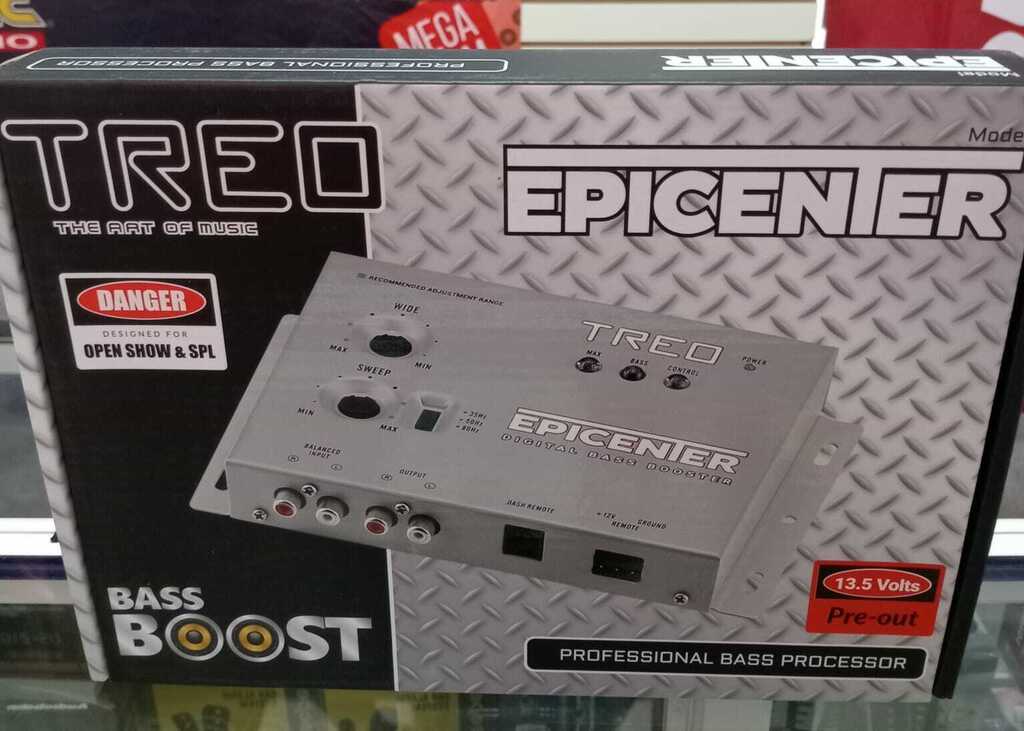 MEGA
PROFESSIONAL BASS PROCESSOR
Model
EPICENTER
TREO
THE ART OF MUSIC
Mode
EPICENTER
DANGER
DESIGNED FOR
OPEN SHOW & SPL
RECOMMENDED ADJUSTMENT RANGE
WIDE
MAX
MIN
SWEEP
MIN
MAX
35Hz
50Hz
80Hz
TREO
MAX BASS CONTROL
POWER
EPICENTER
DIGITAL BASS BOOSTER
BALANCED
INPUT
R L
OUTPUT
R L
DASH REMOTE
+12V
REMOTE
GROUND
BASS
BOOST
13.5 Volts
Pre-out
PROFESSIONAL BASS PROCESSOR